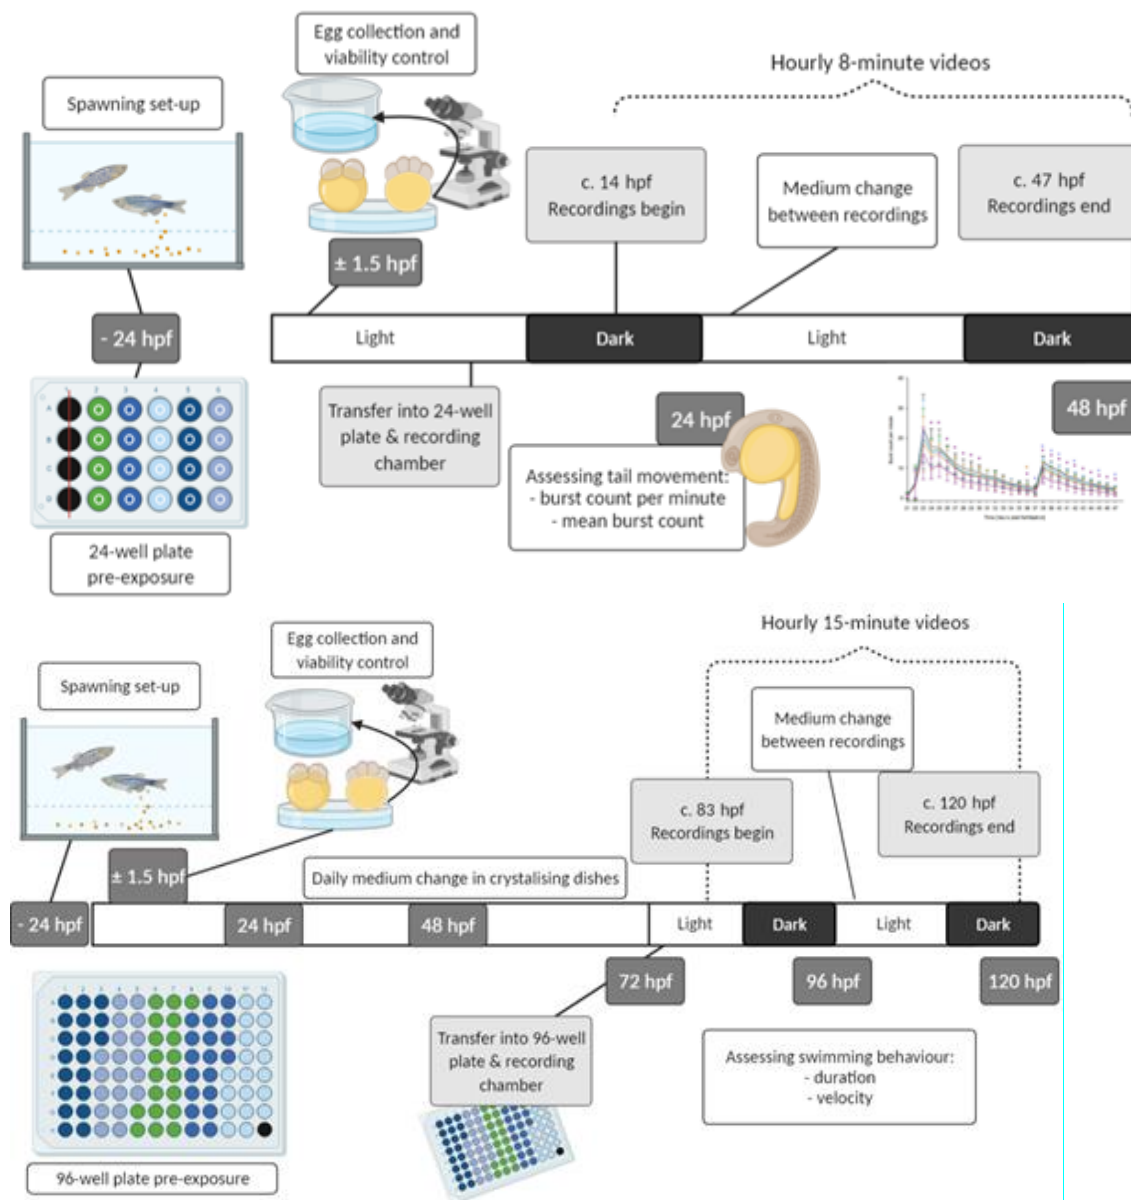 Egg collection and
viability control
Hourly 8-minute videos
Spawning set-up
c. 14 hpf
Recordings begin
Medium change
between recordings
c. 47 hpf
Recordings end
± 1.5 hpf
- 24 hpf
Light
Dark
Light
Dark
1 2 3 4 5 6
A
B
C
D
Transfer into 24-well
plate & recording
chamber
24 hpf
48 hpf
Assessing tail movement:
- burst count per minute
- mean burst count
24-well plate
pre-exposure
Hourly 15-minute videos
Egg collection and
viability control
Spawning set-up
Medium change
between recordings
c. 83 hpf
Recordings begin
c. 120 hpf
Recordings end
± 1.5 hpf
Daily medium change in crystalising dishes
- 24 hpf
24 hpf
48 hpf
Light
Dark
Light
Dark
72 hpf
96 hpf
120 hpf
Transfer into 96-well
plate & recording
chamber
Assessing swimming behaviour:
- duration
- velocity
96-well plate pre-exposure